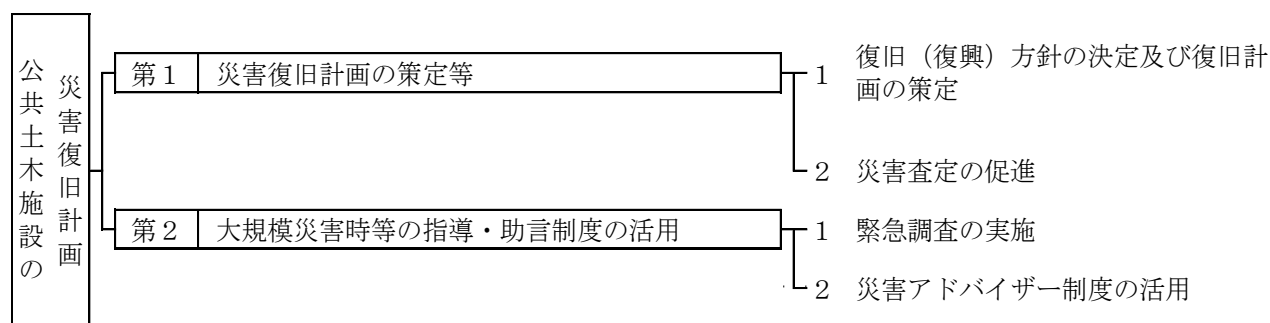 公共土木施設の
災害復旧計画
第1 災害復旧計画の策定等
1 復旧（復興）方針の決定及び復旧計
画の策定
2 災害査定の促進
第2 大規模災害時等の指導・助言制度の活用
1 緊急調査の実施
2 災害アドバイザー制度の活用